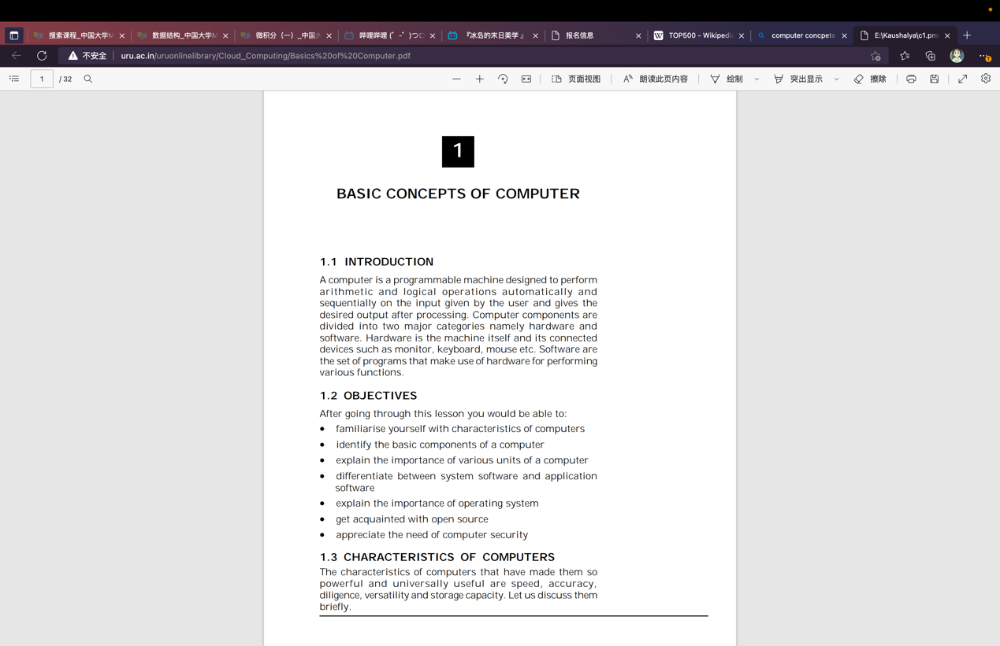 搜索课程_中国大学M
数据结构_中国大学M
微积分（一）_中国大
哔哩哔哩 (゜-゜)つロ
『冰岛的末日美学』
报名信息
TOP500 - Wikipedia
computer concpets
E:\Kaushalya\c1.pm
不安全
uru.ac.in/uruonlinelibrary/Cloud_Computing/Basics%20of%20Computer.pdf
1 / 32
页面视图
朗读此页内容
绘制
突出显示
擦除
1
BASIC CONCEPTS OF COMPUTER
1.1 INTRODUCTION
A computer is a programmable machine designed to perform
arithmetic and logical operations automatically and
sequentially on the input given by the user and gives the
desired output after processing. Computer components are
divided into two major categories namely hardware and
software. Hardware is the machine itself and its connected
devices such as monitor, keyboard, mouse etc. Software are
the set of programs that make use of hardware for performing
various functions.
1.2 OBJECTIVES
After going through this lesson you would be able to:
• familiarise yourself with characteristics of computers
• identify the basic components of a computer
• explain the importance of various units of a computer
• differentiate between system software and application
software
• explain the importance of operating system
• get acquainted with open source
• appreciate the need of computer security
1.3 CHARACTERISTICS OF COMPUTERS
The characteristics of computers that have made them so
powerful and universally useful are speed, accuracy,
diligence, versatility and storage capacity. Let us discuss them
briefly.